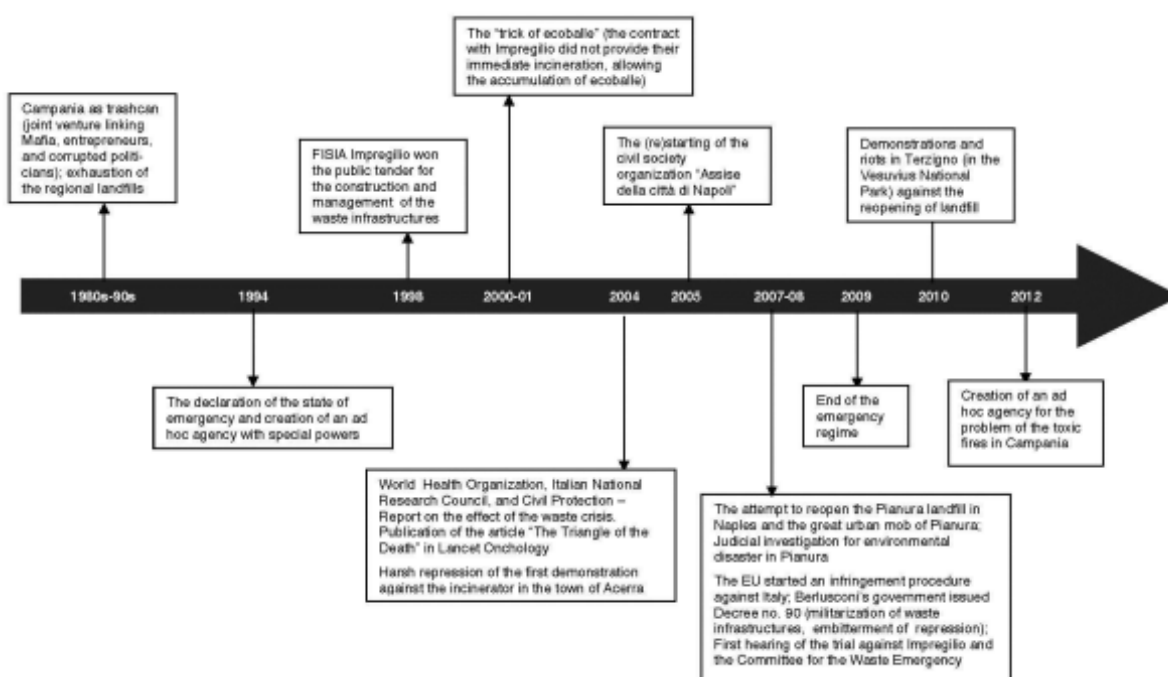 The "trick of ecoballe" (the contract
with Impregilio did not provide their
immediate incineration, allowing
the accumulation of ecoballe)
Campania as trashcan
(joint venture linking
Mafia, entrepreneurs,
and corrupted politi-
cians); exhaustion of
the regional landfills
FISIA Impregilio won
the public tender for
the construction and
management of the
waste infrastructures
The (re)starting of the
civil society
organization "Assise
della città di Napoli"
Demonstrations and
riots in Terzigno (in the
Vesuvius National
Park) against the
reopening of landfill
1980s-90s 1994 1998 2000-01 2004 2005 2007-08 2009 2010 2012
The declaration of the state of
emergency and creation of an ad
hoc agency with special powers
World Health Organization, Italian National
Research Council, and Civil Protection –
Report on the effect of the waste crisis.
Publication of the article "The Triangle of the
Death" in Lancet Onchology
Harsh repression of the first demonstration
against the incinerator in the town of Acerra
The attempt to reopen the Pianura landfill in
Naples and the great urban mob of Pianura;
Judicial investigation for environmental
disaster in Pianura
The EU started an infringement procedure
against Italy; Berlusconi's government issued
Decree no. 90 (militarization of waste
infrastructures, embitterment of repression);
First hearing of the trial against Impregilio and
the Committee for the Waste Emergency
End of the
emergency
regime
Creation of an ad
hoc agency for the
problem of the toxic
fires in Campania